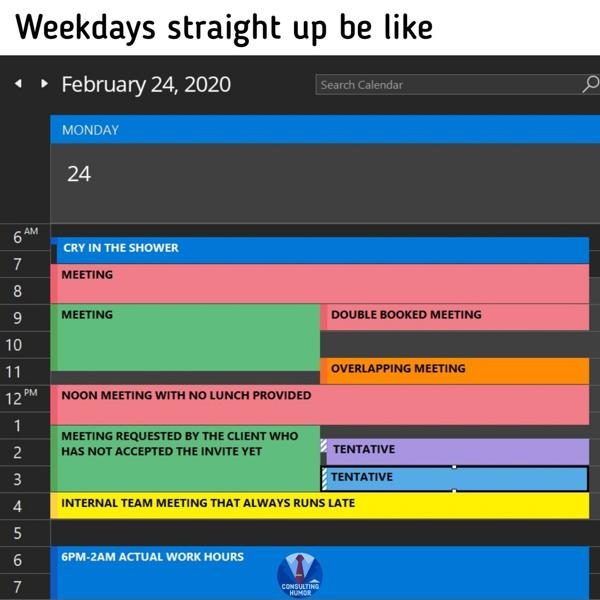 Weekdays straight up be like
February 24, 2020
Search Calendar
MONDAY
24
6 AM
CRY IN THE SHOWER
7
MEETING
8
9
MEETING
DOUBLE BOOKED MEETING
10
11
OVERLAPPING MEETING
12 PM
NOON MEETING WITH NO LUNCH PROVIDED
1
MEETING REQUESTED BY THE CLIENT WHO
HAS NOT ACCEPTED THE INVITE YET
2
TENTATIVE
3
TENTATIVE
4
INTERNAL TEAM MEETING THAT ALWAYS RUNS LATE
5
6
6PM-2AM ACTUAL WORK HOURS
7
CONSULTING
HUMOR